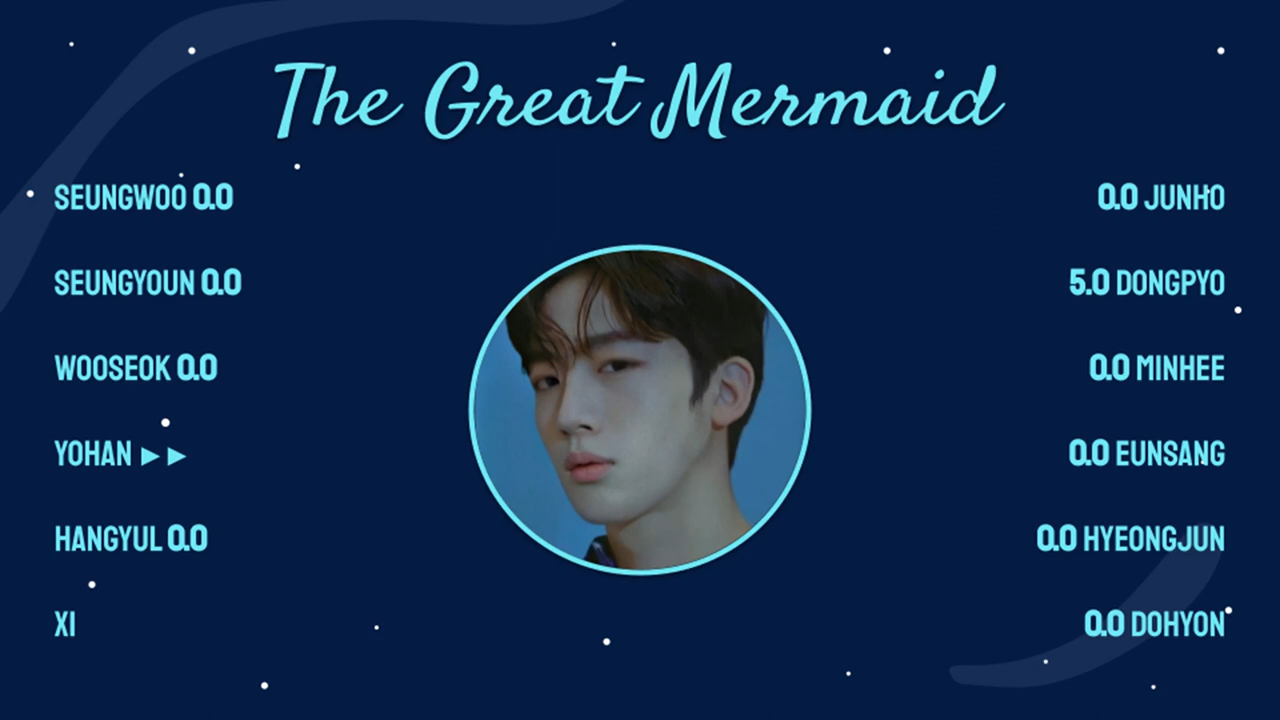 The Great Mermaid
SEUNGWOO 0.0
SEUNGYOUN 0.0
WOOSEOK 0.0
YOHAN ▶ ▶
HANGYUL 0.0
XI
0.0 JUNHO
5.0 DONGPYO
0.0 MINHEE
0.0 EUNSANG
0.0 HYEONGJUN
0.0 DOHYON